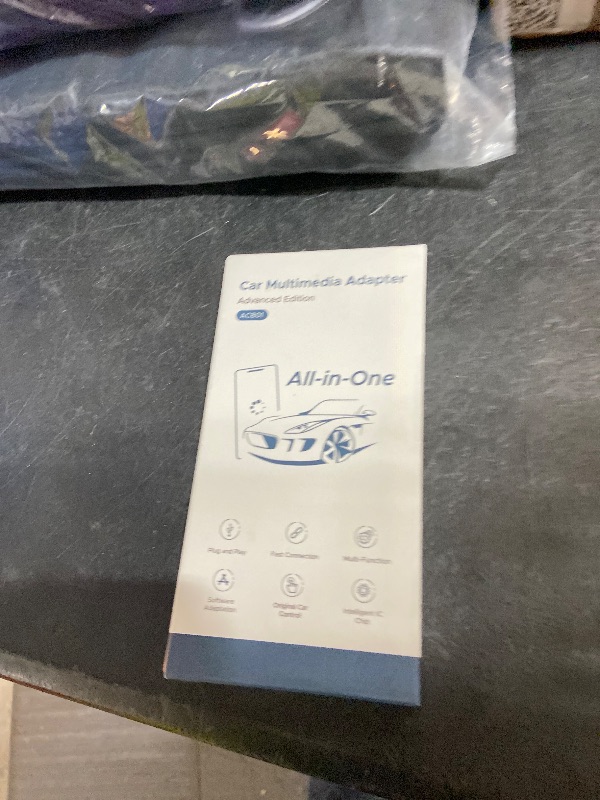 Car Multimedia Adapter
Advanced Edition
All-in-One
Plug and Play
Fast Connection
Multi-Function
Software
Adaptation
Original Car
Control
Intelligent IC
Chip